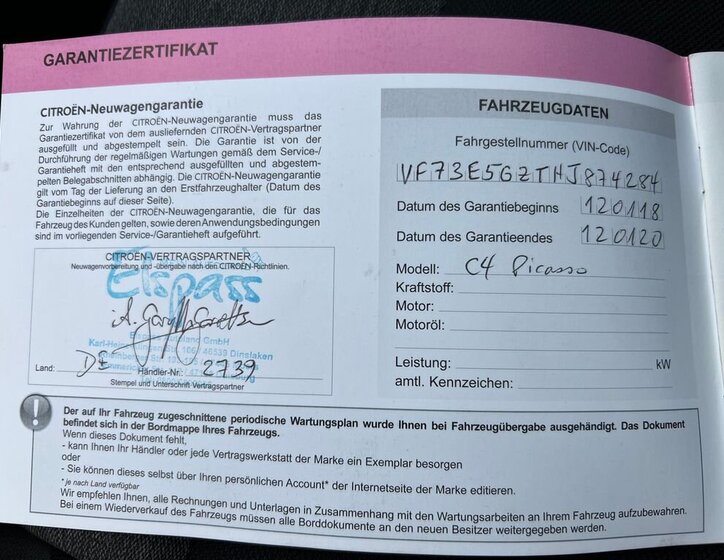 GARANTIEZERTIFIKAT
CITROËN-Neuwagengarantie
Zur Wahrung der CITROËN-Neuwagengarantie muss das
Garantiezertifikat von dem ausliefernden CITROËN-Vertragspartner
ausgefüllt und abgestempelt sein. Die Garantie ist von der
Durchführung der regelmäßigen Wartungen gemäß dem Service-/
Garantieheft mit den entsprechend ausgefüllten und abgestem-
pelten Belegabschnitten abhängig. Die CITROËN-Neuwagengarantie
gilt vom Tag der Lieferung an den Erstfahrzeughalter (Datum des
Garantiebeginns auf dieser Seite).
Die Einzelheiten der CITROËN-Neuwagengarantie, die für das
Fahrzeug des Kunden gelten, sowie deren Anwendungsbedingungen
sind im vorliegenden Service-/Garantieheft aufgeführt.
CITROËN-VERTRAGSPARTNER
Neuwagenvorbereitung und -übergabe nach den CITROËN-Richtlinien.
Elspass
i.A.
GmbH
46539 Dinslaken
Land: DE Händler-Nr.: 2739
Stempel und Unterschrift Vertragspartner
FAHRZEUGDATEN
Fahrgestellnummer (VIN-Code)
VF73E5GZTHJ874284
Datum des Garantiebeginns 120118
Datum des Garantieendes 120120
Modell: C4 Picasso
Kraftstoff:
Motor:
Motoröl:
Leistung: kW
amtl. Kennzeichen:
Der auf Ihr Fahrzeug zugeschnittene periodische Wartungsplan wurde Ihnen bei Fahrzeugübergabe ausgehändigt. Das Dokument
befindet sich in der Bordmappe Ihres Fahrzeugs.
Wenn dieses Dokument fehlt,
- kann Ihnen Ihr Händler oder jede Vertragswerkstatt der Marke ein Exemplar besorgen
oder
- Sie können dieses selbst über Ihren persönlichen Account* der Internetseite der Marke editieren.
* je nach Land verfügbar
Wir empfehlen Ihnen, alle Rechnungen und Unterlagen in Zusammenhang mit den Wartungsarbeiten an Ihrem Fahrzeug aufzubewahren.
Bei einem Wiederverkauf des Fahrzeugs müssen alle Borddokumente an den neuen Besitzer weitergegeben werden.